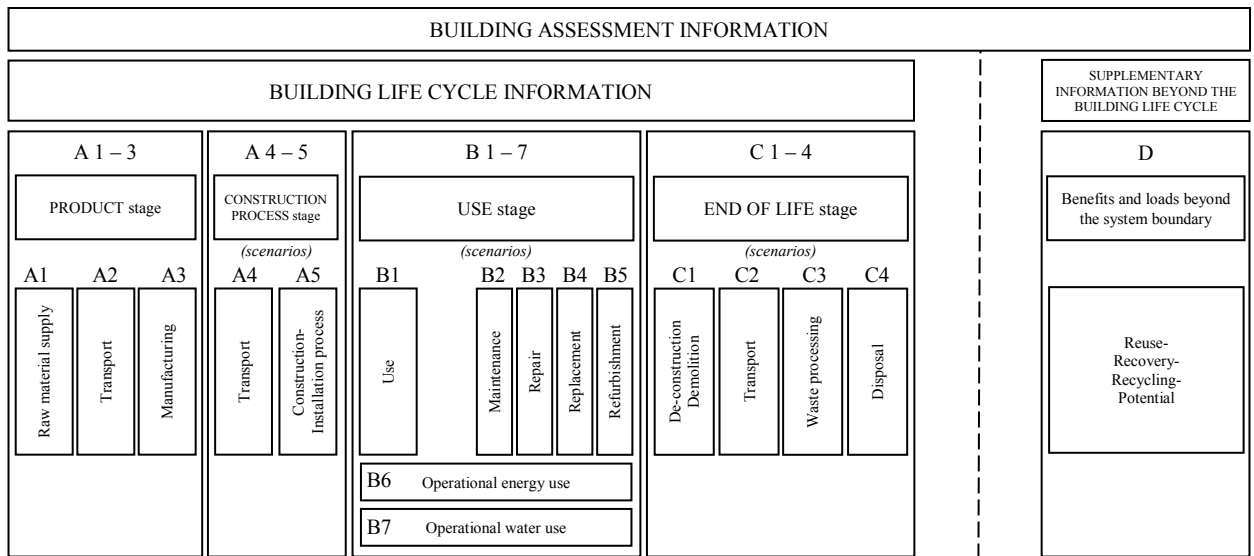 BUILDING ASSESSMENT INFORMATION
BUILDING LIFE CYCLE INFORMATION
SUPPLEMENTARY
INFORMATION BEYOND THE
BUILDING LIFE CYCLE
A 1 – 3
PRODUCT stage
A1
Raw material supply
A2
Transport
A3
Manufacturing
A 4 – 5
CONSTRUCTION
PROCESS stage
(scenarios)
A4
Transport
A5
Construction-
Installation process
B 1 – 7
USE stage
(scenarios)
B1
Use
B2
Maintenance
B3
Repair
B4
Replacement
B5
Refurbishment
B6 Operational energy use
B7 Operational water use
C 1 – 4
END OF LIFE stage
(scenarios)
C1
De-construction
Demolition
C2
Transport
C3
Waste processing
C4
Disposal
D
Benefits and loads beyond
the system boundary
Reuse-
Recovery-
Recycling-
Potential